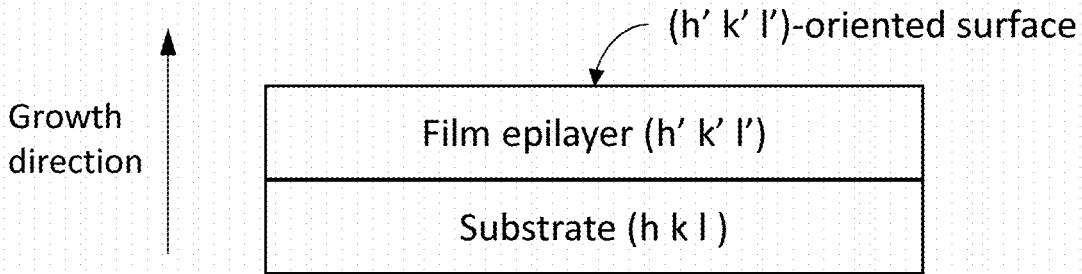 (h’ k’ l’)-oriented surface
Growth
direction
Film epilayer (h’ k’ l’)
Substrate (h k l )